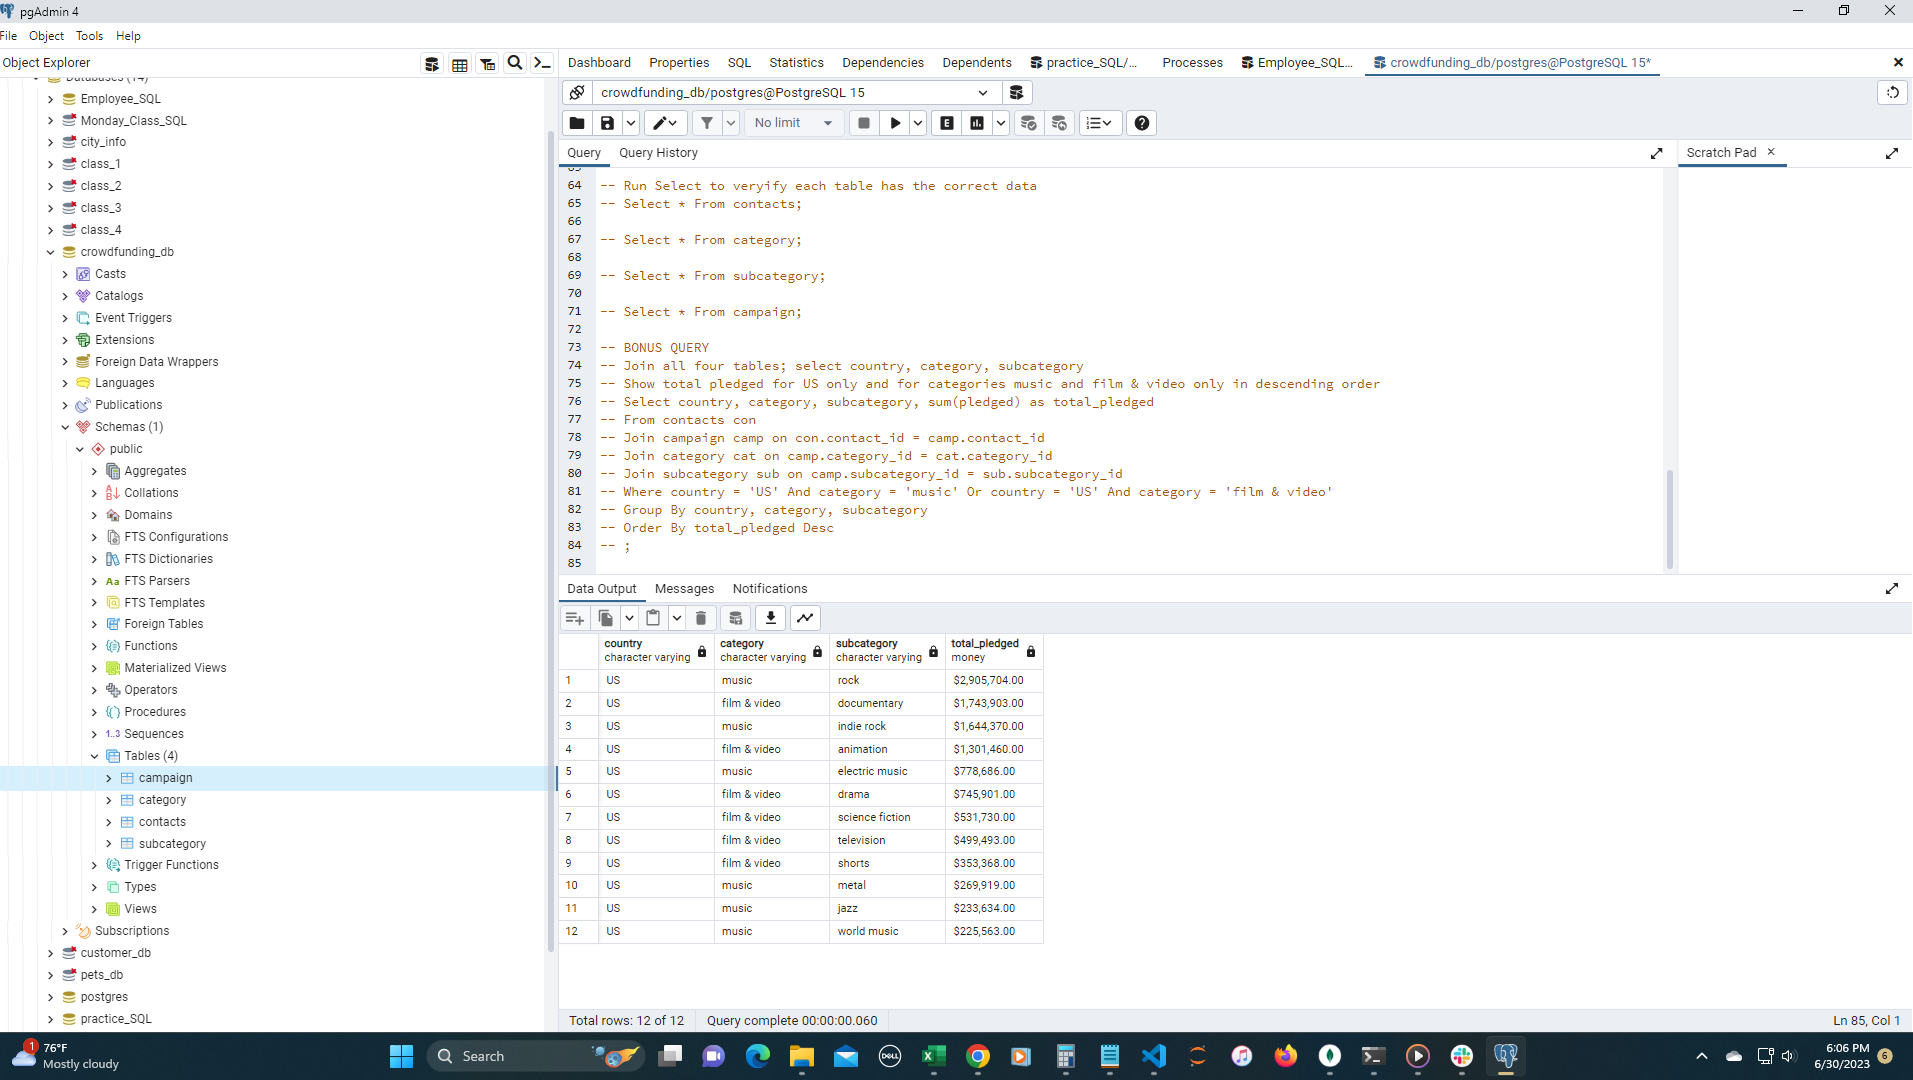 pgAdmin 4
File Object Tools Help
Object Explorer
Dashboard Properties SQL Statistics Dependencies Dependents practice_SQL/... Processes Employee_SQL... crowdfunding_db/postgres@PostgreSQL 15*
Databases (14)
Employee_SQL
Monday_Class_SQL
city_info
class_1
class_2
class_3
class_4
crowdfunding_db
Casts
Catalogs
Event Triggers
Extensions
Foreign Data Wrappers
Languages
Publications
Schemas (1)
public
Aggregates
Collations
Domains
FTS Configurations
FTS Dictionaries
Aa FTS Parsers
FTS Templates
Foreign Tables
Functions
Materialized Views
Operators
Procedures
1..3 Sequences
Tables (4)
campaign
category
contacts
subcategory
Trigger Functions
Types
Views
Subscriptions
customer_db
pets_db
postgres
practice_SQL
crowdfunding_db/postgres@PostgreSQL 15
No limit
E
Query Query History
Scratch Pad
63
64 -- Run Select to veryify each table has the correct data
65 -- Select * From contacts;
66
67 -- Select * From category;
68
69 -- Select * From subcategory;
70
71 -- Select * From campaign;
72
73 -- BONUS QUERY
74 -- Join all four tables; select country, category, subcategory
75 -- Show total pledged for US only and for categories music and film & video only in descending order
76 -- Select country, category, subcategory, sum(pledged) as total_pledged
77 -- From contacts con
78 -- Join campaign camp on con.contact_id = camp.contact_id
79 -- Join category cat on camp.category_id = cat.category_id
80 -- Join subcategory sub on camp.subcategory_id = sub.subcategory_id
81 -- Where country = 'US' And category = 'music' Or country = 'US' And category = 'film & video'
82 -- Group By country, category, subcategory
83 -- Order By total_pledged Desc
84 -- ;
85
Data Output Messages Notifications
country category subcategory total_pledged
character varying character varying character varying money
1 US music rock $2,905,704.00
2 US film & video documentary $1,743,903.00
3 US music indie rock $1,644,370.00
4 US film & video animation $1,301,460.00
5 US music electric music $778,686.00
6 US film & video drama $745,901.00
7 US film & video science fiction $531,730.00
8 US film & video television $499,493.00
9 US film & video shorts $353,368.00
10 US music metal $269,919.00
11 US music jazz $233,634.00
12 US music world music $225,563.00
Total rows: 12 of 12 Query complete 00:00:00.060 Ln 85, Col 1
1
76°F
Mostly cloudy
Search
DELL
6:06 PM
6/30/2023
6